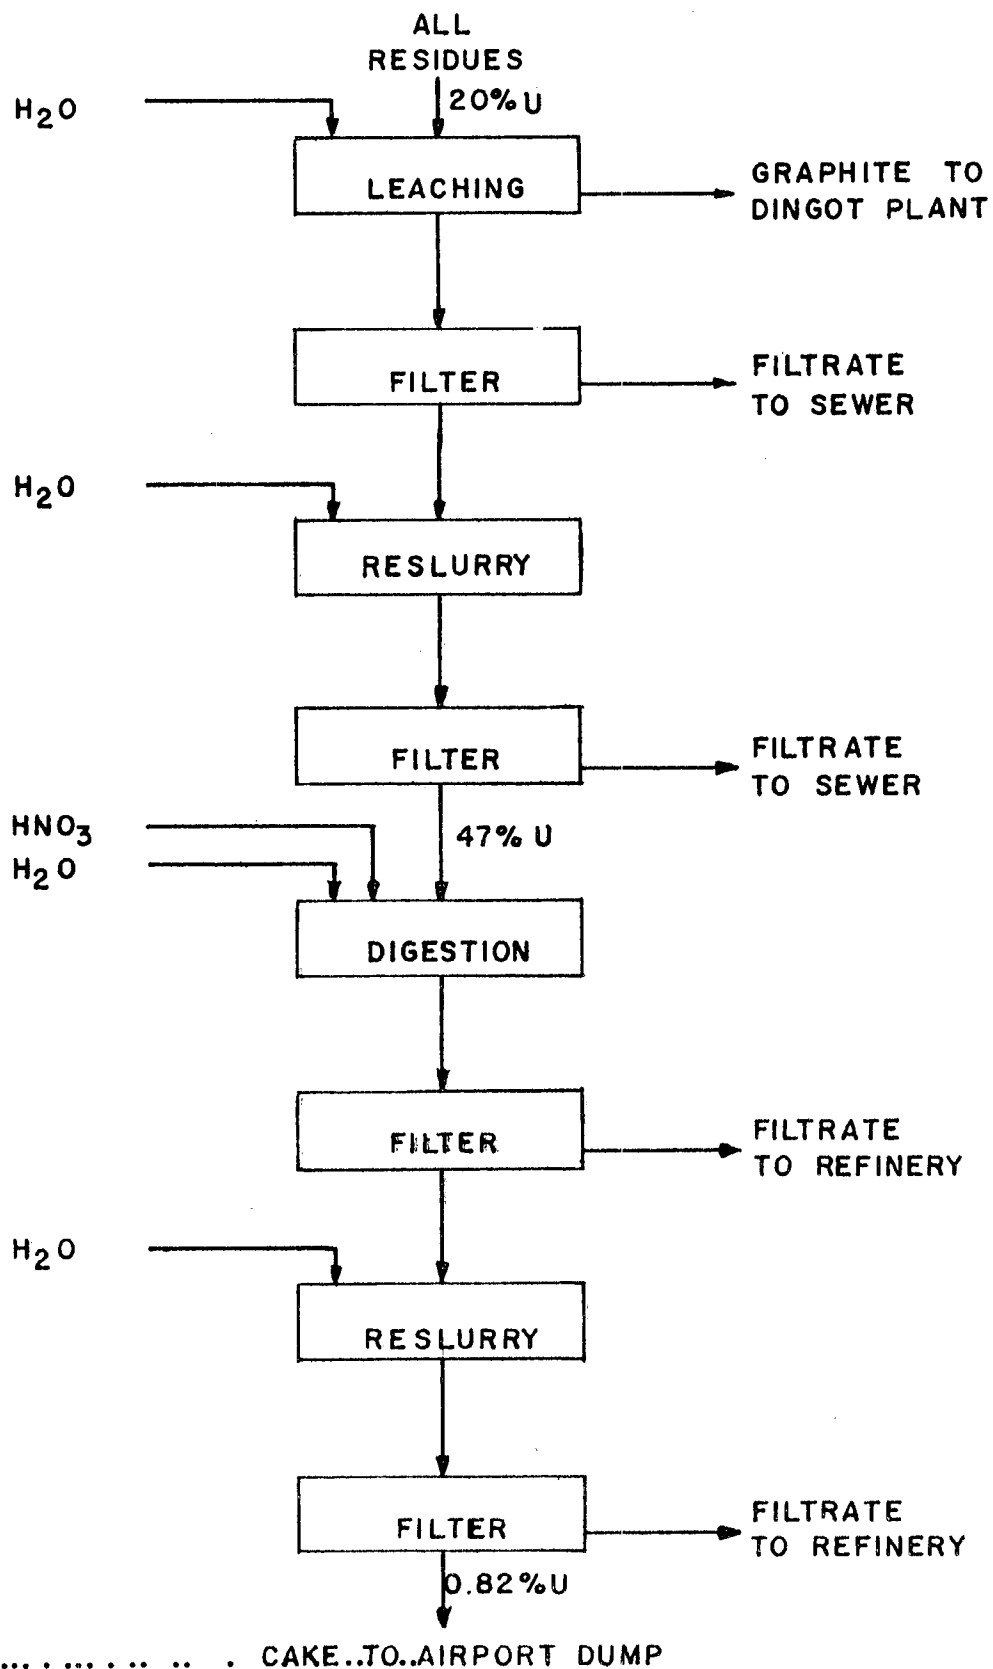 ALL
RESIDUES
20% U
H2O
LEACHING
GRAPHITE TO
DINGOT PLANT
FILTER
FILTRATE
TO SEWER
H2O
RESLURRY
FILTER
FILTRATE
TO SEWER
HNO3
47% U
H2O
DIGESTION
FILTER
FILTRATE
TO REFINERY
H2O
RESLURRY
FILTER
FILTRATE
TO REFINERY
0.82%U
CAKE..TO..AIRPORT DUMP